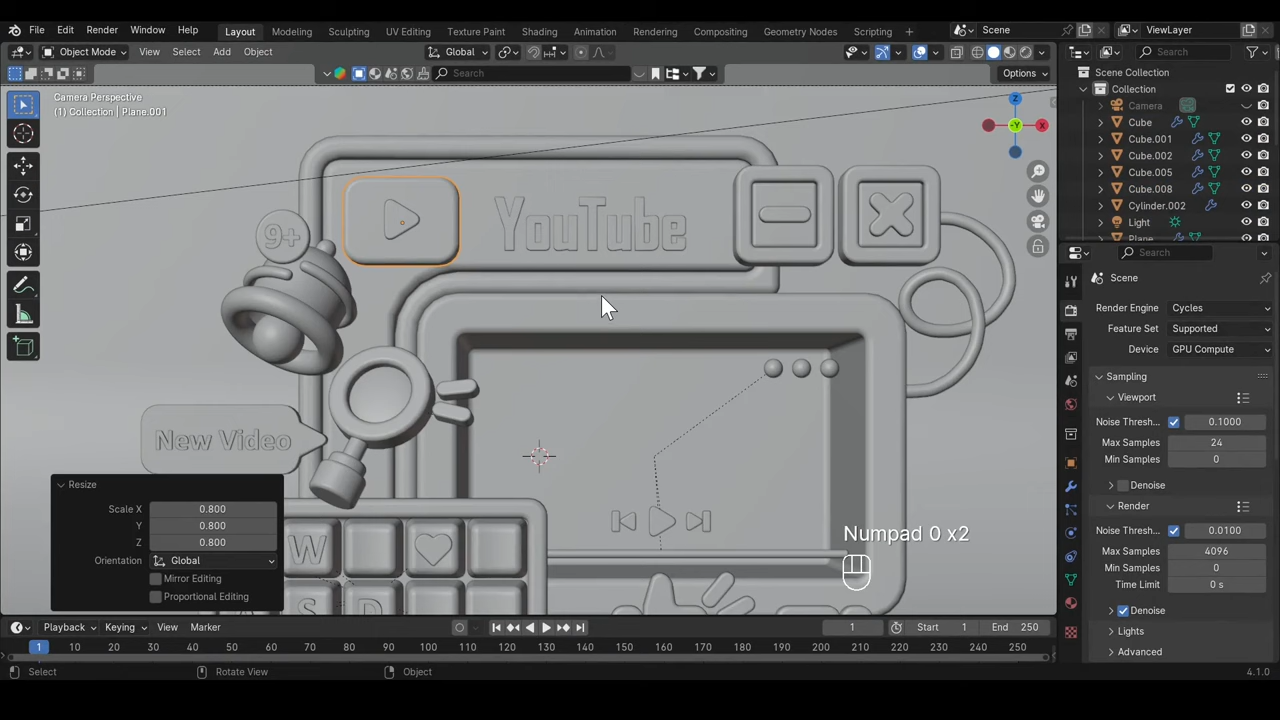 File Edit Render Window Help Layout Modeling Sculpting UV Editing Texture Paint Shading Animation Rendering Compositing Geometry Nodes Scripting + Scene ViewLayer
Object Mode View Select Add Object Global Search
Search Options Scene Collection
Camera Perspective
(1) Collection | Plane.001
Collection
Camera
Cube
Cube.001
Cube.002
Cube.005
Cube.008
Cylinder.002
Light
Plane
Z
-Y
X
YouTube
9+
New Video
W
S
D
Resize
Scale X 0.800
Y 0.800
Z 0.800
Orientation Global
Mirror Editing
Proportional Editing
Numpad 0 x2
Search
Scene
Render Engine Cycles
Feature Set Supported
Device GPU Compute
Sampling
Viewport
Noise Thresh... 0.1000
Max Samples 24
Min Samples 0
Denoise
Render
Noise Thresh... 0.0100
Max Samples 4096
Min Samples 0
Time Limit 0 s
Denoise
Lights
Advanced
Playback Keying View Marker 1 Start 1 End 250
1 10 20 30 40 50 60 70 80 90 100 110 120 130 140 150 160 170 180 190 200 210 220 230 240 250
Select Rotate View Object 4.1.0